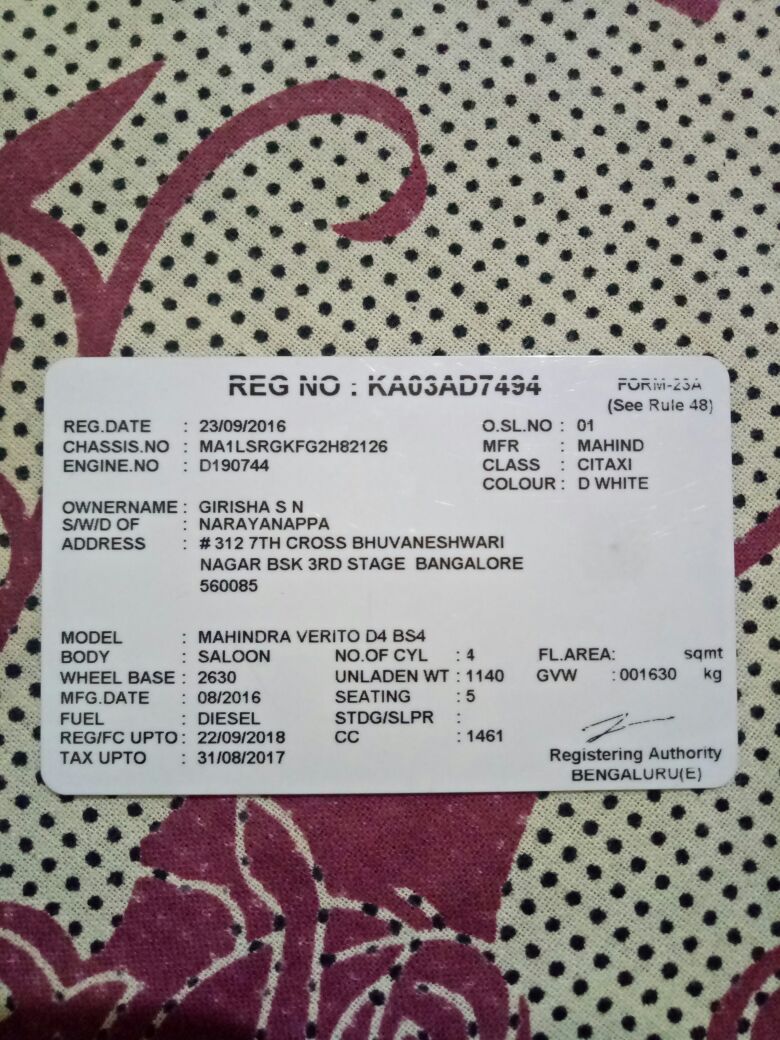 REG NO : KA03AD7494
FORM-23A
(See Rule 48)
REG.DATE : 23/09/2016 O.SL.NO : 01
CHASSIS.NO : MA1LSRGKFG2H82126 MFR : MAHIND
ENGINE.NO : D190744 CLASS : CITAXI
COLOUR : D WHITE
OWNERNAME : GIRISHA S N
S/W/D OF : NARAYANAPPA
ADDRESS : # 312 7TH CROSS BHUVANESHWARI
NAGAR BSK 3RD STAGE BANGALORE
560085
MODEL : MAHINDRA VERITO D4 BS4
BODY : SALOON NO.OF CYL : 4 FL.AREA: sqmt
WHEEL BASE : 2630 UNLADEN WT : 1140 GVW : 001630 kg
MFG.DATE : 08/2016 SEATING : 5
FUEL : DIESEL STDG/SLPR :
REG/FC UPTO : 22/09/2018 CC : 1461
TAX UPTO : 31/08/2017
Registering Authority
BENGALURU(E)